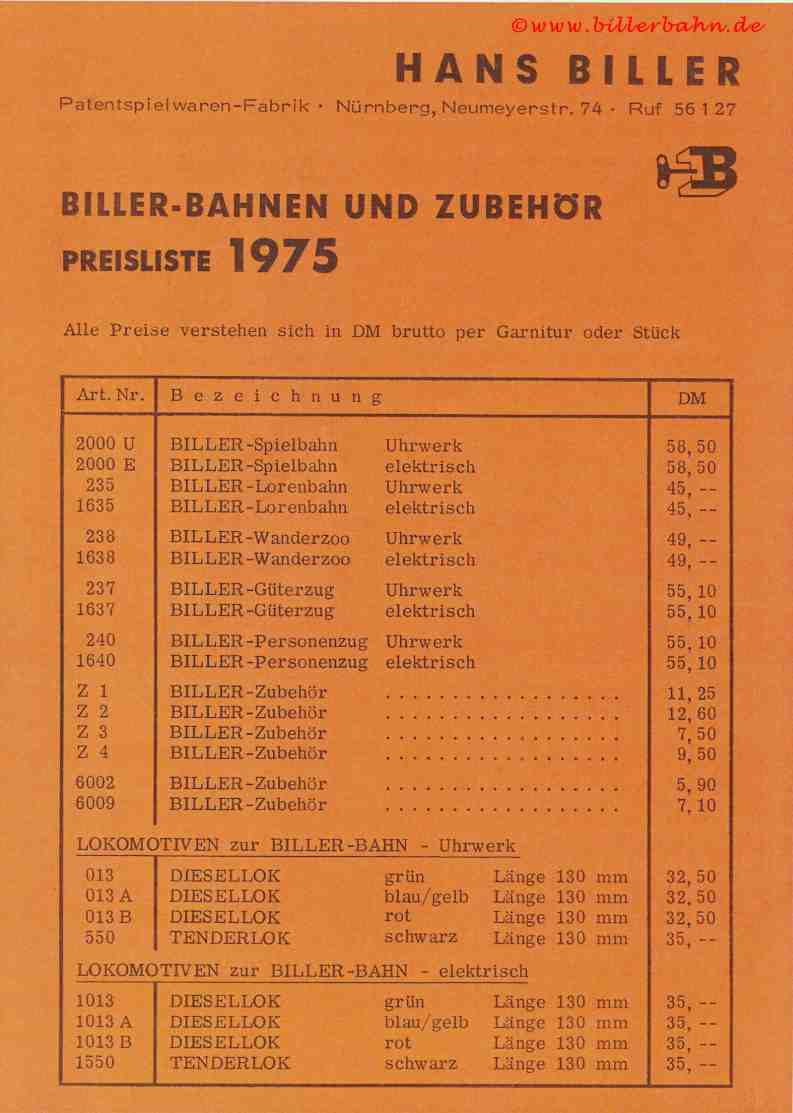 ©www.billerbahn.de
HANS BILLER
Patentspielwaren-Fabrik · Nürnberg, Neumeyerstr. 74 · Ruf 56 1 27
B
BILLER-BAHNEN UND ZUBEHÖR
PREISLISTE 1975
Alle Preise verstehen sich in DM brutto per Garnitur oder Stück
Art. Nr. Bezeichnung DM
2000 U BILLER-Spielbahn Uhrwerk 58,50
2000 E BILLER-Spielbahn elektrisch 58,50
235 BILLER-Lorenbahn Uhrwerk 45, --
1635 BILLER-Lorenbahn elektrisch 45, --
238 BILLER-Wanderzoo Uhrwerk 49, --
1638 BILLER-Wanderzoo elektrisch 49, --
237 BILLER-Güterzug Uhrwerk 55,10
1637 BILLER-Güterzug elektrisch 55,10
240 BILLER-Personenzug Uhrwerk 55,10
1640 BILLER-Personenzug elektrisch 55,10
Z 1 BILLER-Zubehör . . . . . . . . . . . . . . . . . . 11,25
Z 2 BILLER-Zubehör . . . . . . . . . . . . . . . . . . 12,60
Z 3 BILLER-Zubehör . . . . . . . . . . . . . . . . . . 7,50
Z 4 BILLER-Zubehör . . . . . . . . . . . . . . . . . . 9,50
6002 BILLER-Zubehör . . . . . . . . . . . . . . . . . . 5,90
6009 BILLER-Zubehör . . . . . . . . . . . . . . . . . . 7,10
LOKOMOTIVEN zur BILLER-BAHN - Uhrwerk
013 DIESELLOK grün Länge 130 mm 32,50
013 A DIESELLOK blau/gelb Länge 130 mm 32,50
013 B DIESELLOK rot Länge 130 mm 32,50
550 TENDERLOK schwarz Länge 130 mm 35, --
LOKOMOTIVEN zur BILLER-BAHN - elektrisch
1013 DIESELLOK grün Länge 130 mm 35, --
1013 A DIESELLOK blau/gelb Länge 130 mm 35, --
1013 B DIESELLOK rot Länge 130 mm 35, --
1550 TENDERLOK schwarz Länge 130 mm 35, --